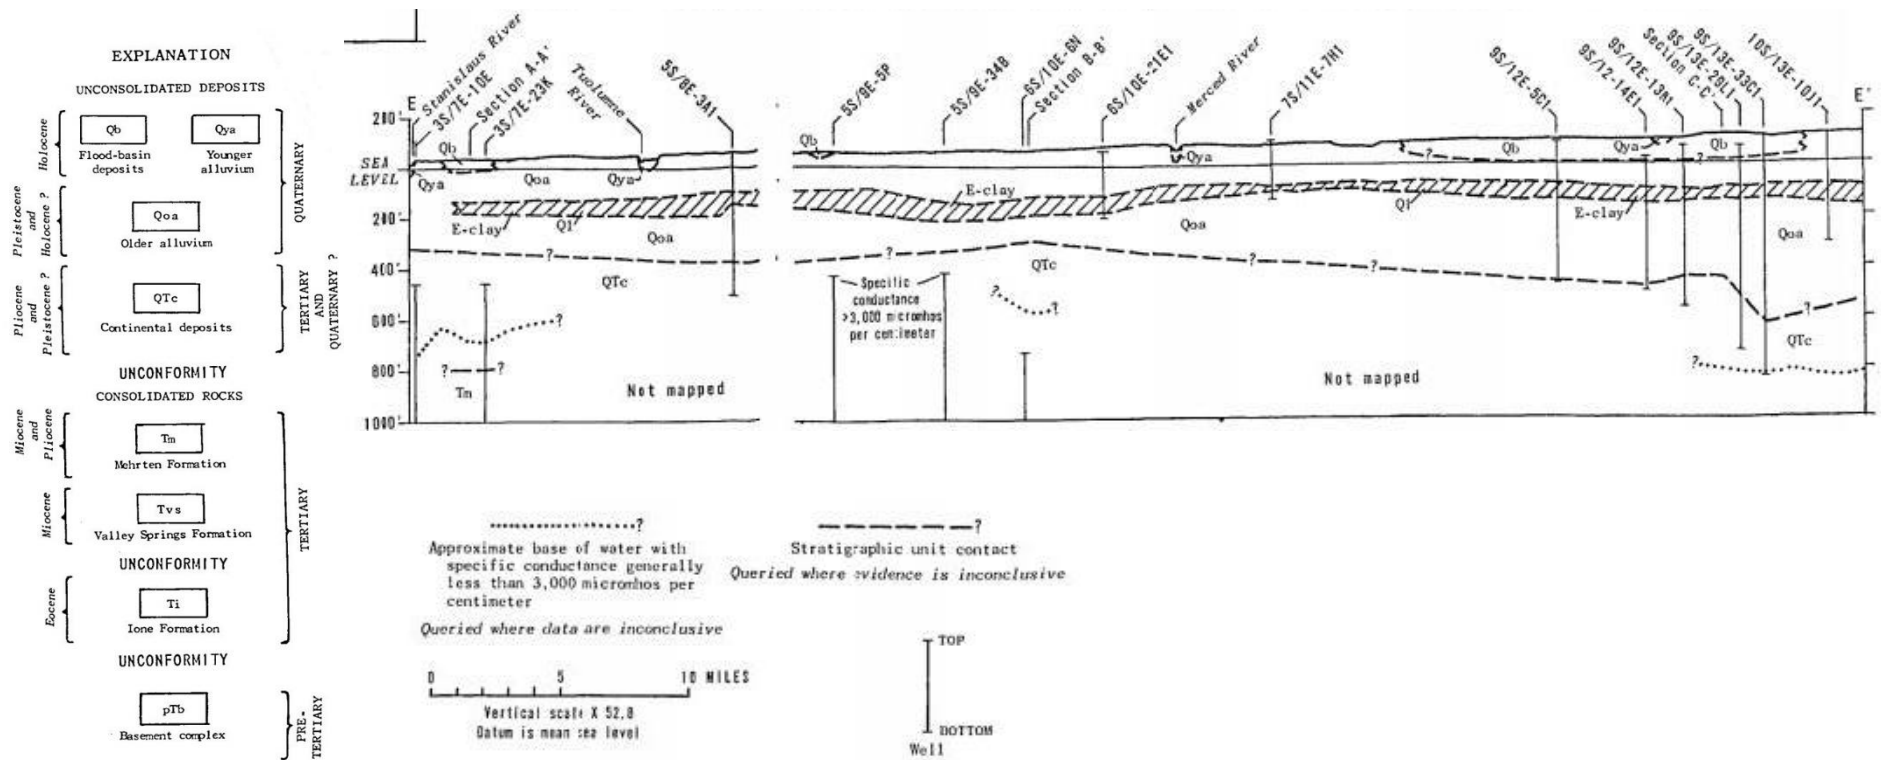 EXPLANATION
UNCONSOLIDATED DEPOSITS
Holocene
Qb
Flood-basin
deposits
Qya
Younger
alluvium
Pleistocene
and
Holocene ?
Qoa
Older alluvium
QUATERNARY
Pliocene
and
Pleistocene ?
QTc
Continental deposits
TERTIARY
AND
QUATERNARY ?
UNCONFORMITY
CONSOLIDATED ROCKS
Miocene
and
Pliocene
Tm
Mehrten Formation
Miocene
Tvs
Valley Springs Formation
UNCONFORMITY
Eocene
Ti
Ione Formation
TERTIARY
UNCONFORMITY
pTb
Basement complex
PRE-
TERTIARY
E
Stanislaus River
3S/7E-10E
Section A-A'
3S/7E-23K
Tuolumne
River
5S/8E-3A1
5S/9E-5P
5S/9E-34B
6S/10E-6N
Section B-B'
6S/10E-21E1
Merced River
7S/11E-7H1
9S/12E-5C1
9S/12-14E1
9S/12E-13A1
Section C-C'
9S/13E-29L1
9S/13E-33C1
10S/13E-10J1
E'
200'
SEA
LEVEL
200'
400'
600'
800'
1000'
Qb
Qya
Qoa
Qya
E-clay
Q1
Qoa
?
QTc
?
? ?
Tm
Not mapped
Qb
Qya
E-clay
Qoa
?
QTc
? ?
Specific
conductance
>3,000 micromhos
per centimeter
? ?
Q1
? Qb
Qya
Qb
?
E-clay
Qoa
?
QTc
?
Not mapped
?
Approximate base of water with
specific conductance generally
less than 3,000 micromhos per
centimeter
Queried where data are inconclusive
?
Stratigraphic unit contact
Queried where evidence is inconclusive
0 5 10 MILES
Vertical scale X 52.8
Datum is mean sea level
TOP
BOTTOM
Well